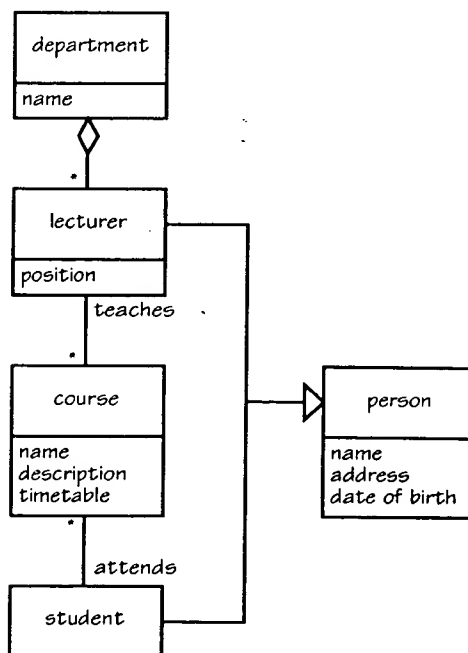 department
name
*
lecturer
position
teaches
*
course
name
description
timetable
*
attends
student
person
name
address
date of birth